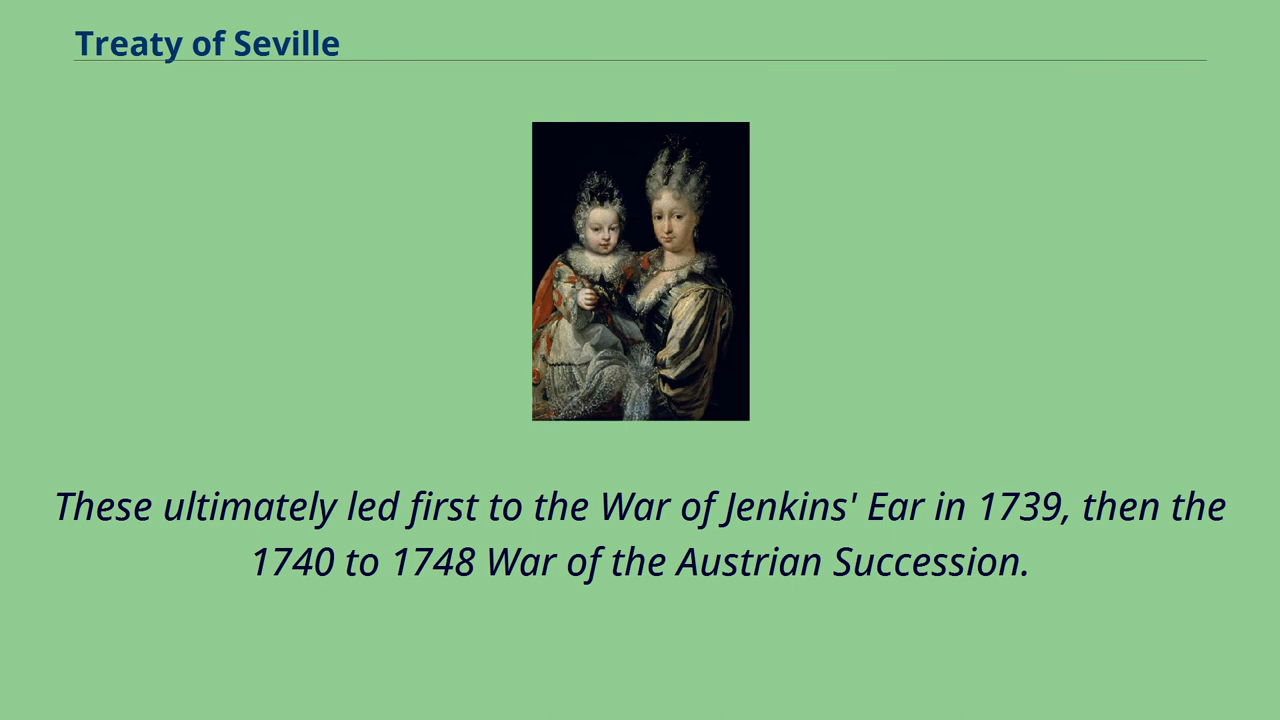 Treaty of Seville
These ultimately led first to the War of Jenkins' Ear in 1739, then the
1740 to 1748 War of the Austrian Succession.